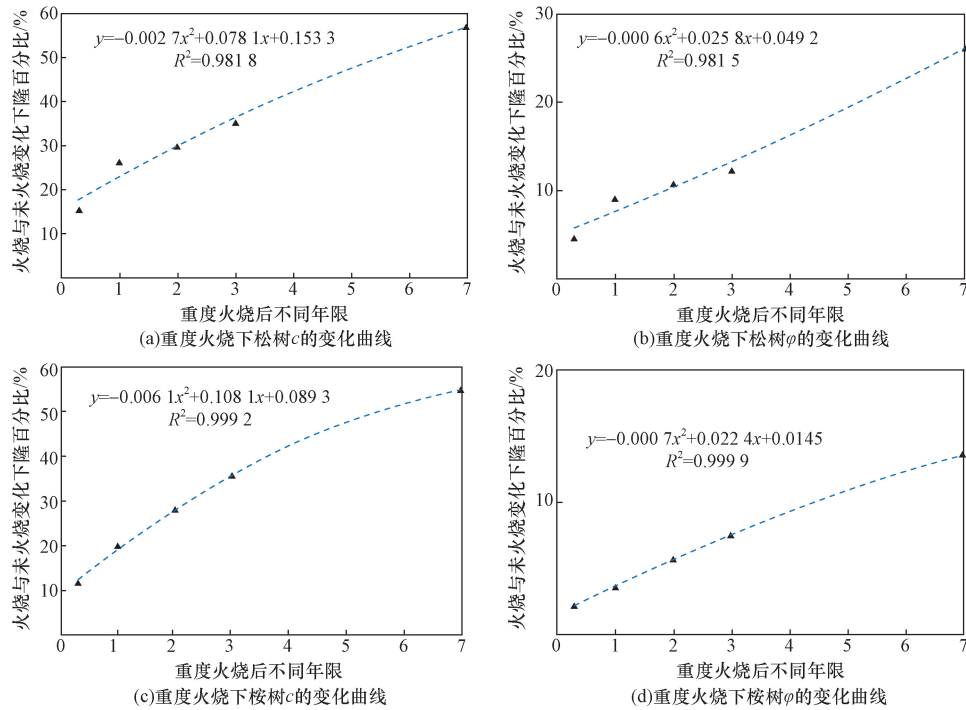 火烧与未火烧变化下隆百分比/%
60
50
40
30
20
10
y=−0.002 7x²+0.078 1x+0.153 3
R²=0.981 8
0 1 2 3 4 5 6 7
重度火烧后不同年限
(a)重度火烧下松树c的变化曲线
火烧与未火烧变化下隆百分比/%
30
20
10
y=−0.000 6x²+0.025 8x+0.049 2
R²=0.981 5
0 1 2 3 4 5 6 7
重度火烧后不同年限
(b)重度火烧下松树φ的变化曲线
火烧与未火烧变化下隆百分比/%
60
50
40
30
20
10
y=−0.006 1x²+0.108 1x+0.089 3
R²=0.999 2
0 1 2 3 4 5 6 7
重度火烧后不同年限
(c)重度火烧下桉树c的变化曲线
火烧与未火烧变化下隆百分比/%
20
10
y=−0.000 7x²+0.022 4x+0.0145
R²=0.999 9
0 1 2 3 4 5 6 7
重度火烧后不同年限
(d)重度火烧下桉树φ的变化曲线